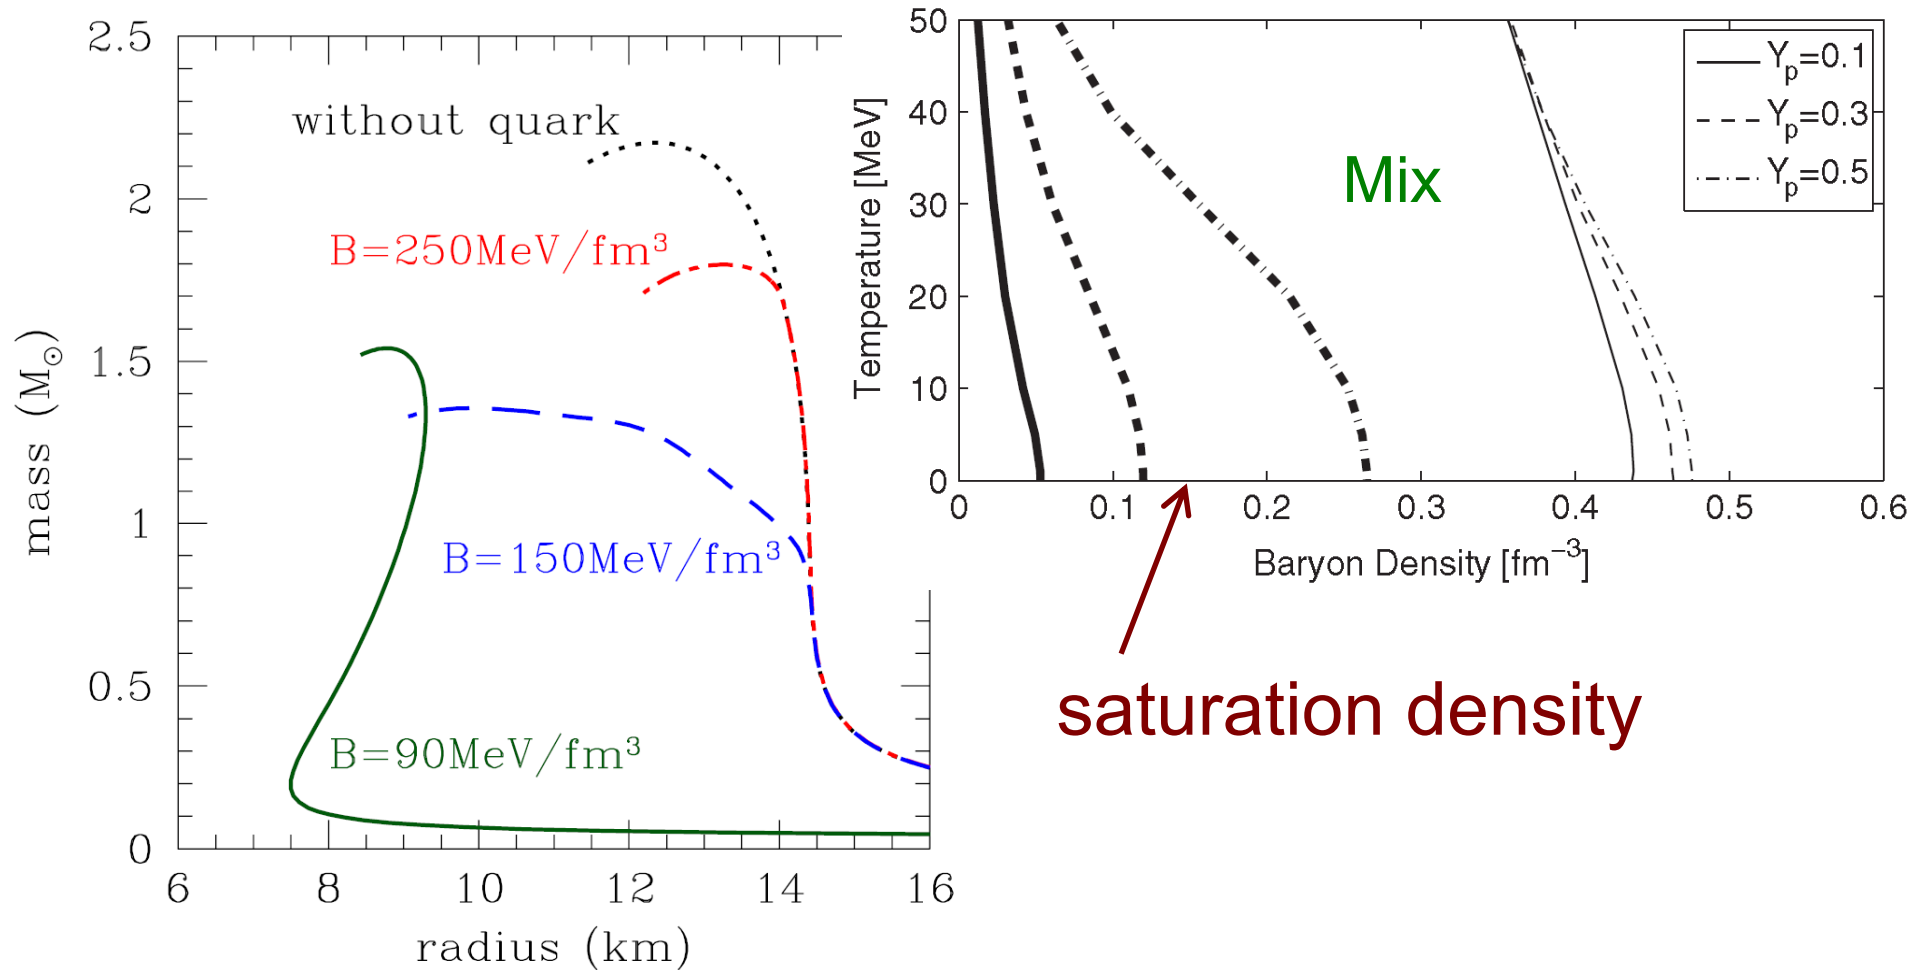 2.5
2
1.5
1
0.5
0
mass (M⊙)
6 8 10 12 14 16
radius (km)
without quark
B=250MeV/fm³
B=150MeV/fm³
B=90MeV/fm³
50
40
30
20
10
0
Temperature [MeV]
0 0.1 0.2 0.3 0.4 0.5 0.6
Baryon Density [fm⁻³]
Mix
Yₚ=0.1
Yₚ=0.3
Yₚ=0.5
saturation density